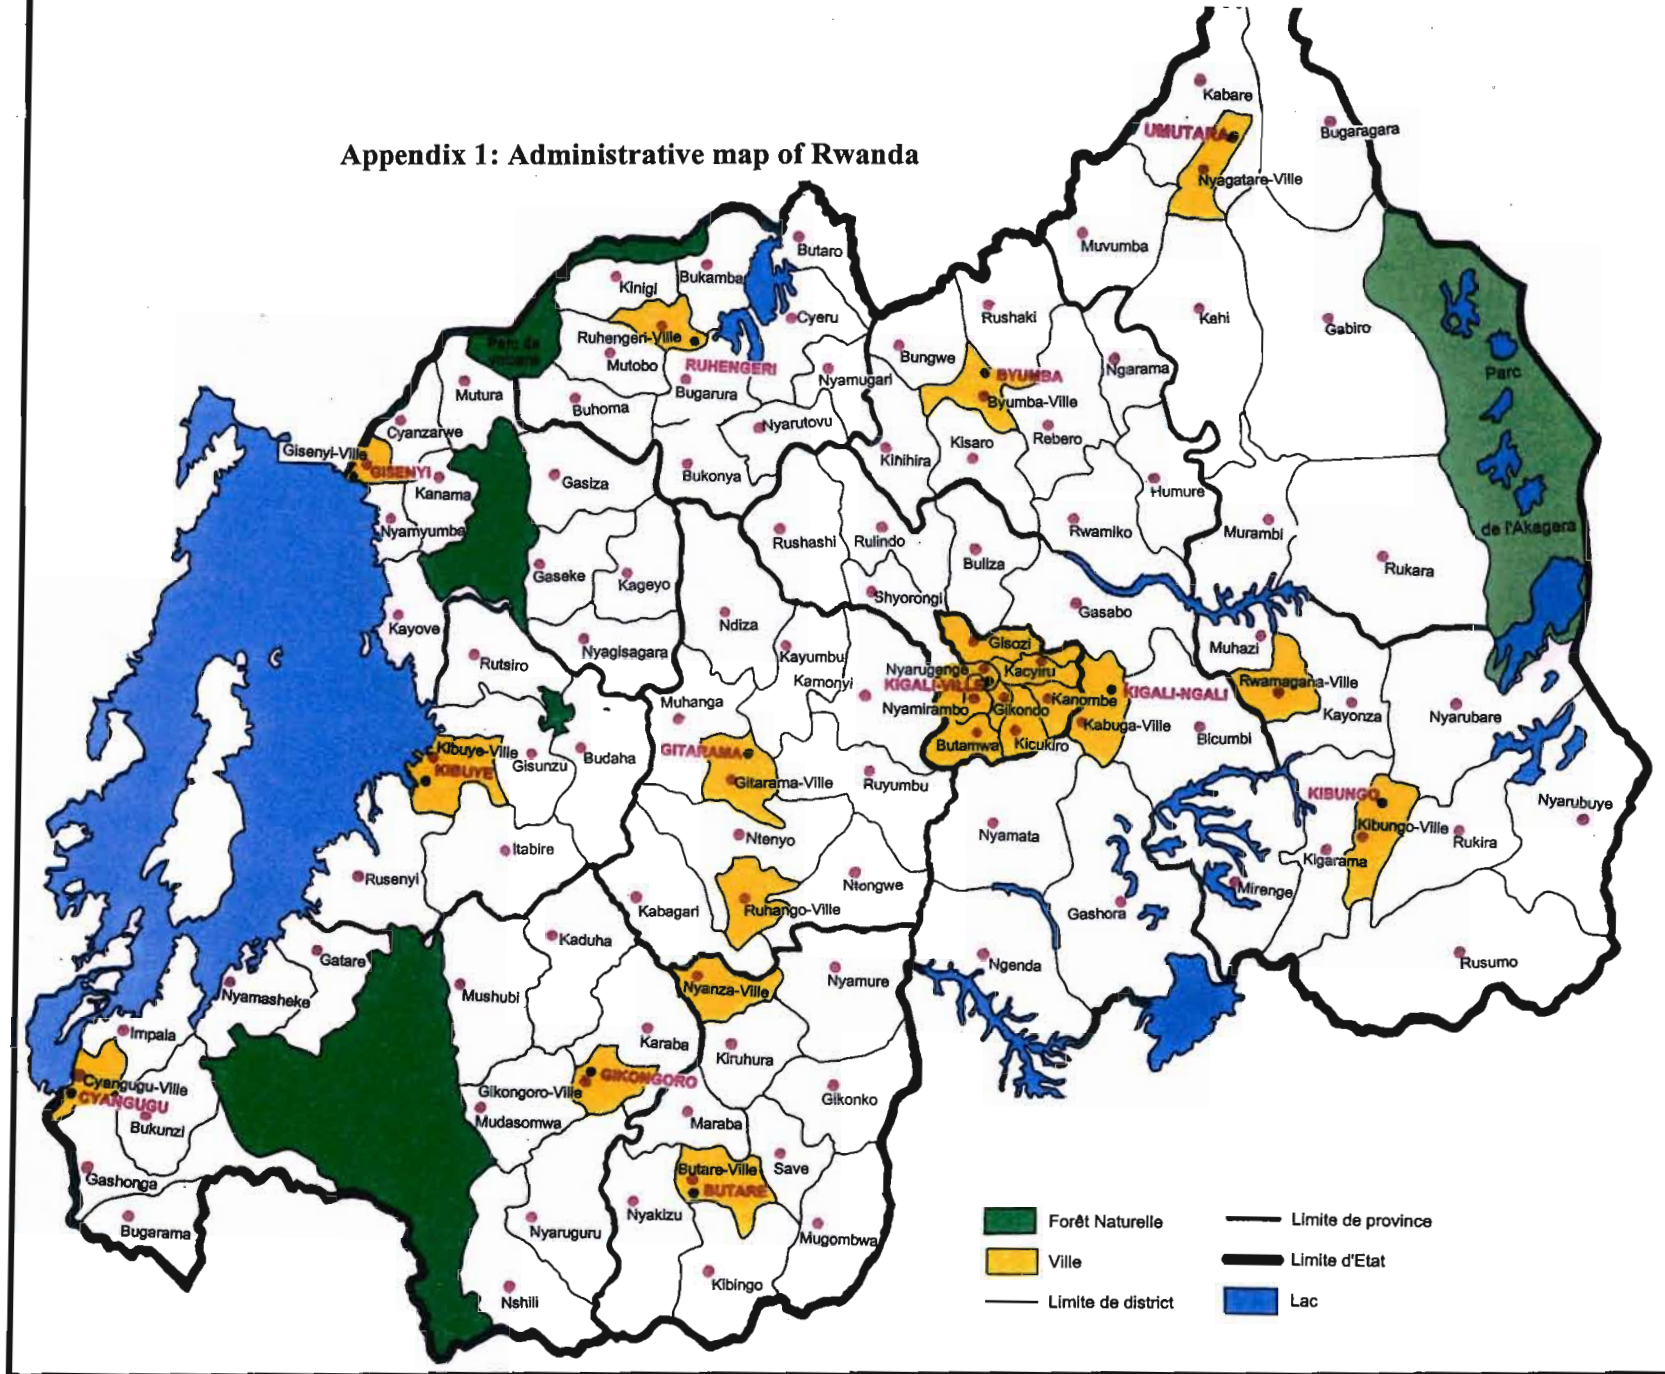 Appendix 1: Administrative map of Rwanda
Kabare
UMUTARA
Bugaragara
Nyagatare-Ville
Muvumba
Butaro
Kinigi
Bukamba
Kahi
Gabiro
Cyeru
Rushaki
Ruhengeri-Ville
Parc de
Mutobo
RUHENGERI
Bungwe
Ngarama
Parc
BYUMBA
Mutura
Bugarura
Nyamugari
Byumba-Ville
Buhoma
Cyanzarwe
Nyarutovu
Rebero
Kisaro
Gisenyi-Ville
GISENYI
Kihihira
Bukonya
Gasiza
Kanama
Humure
Nyamyumba
Rushashi
Rulindo
Rwamiko
Murambi
de l'Akagera
Buliza
Rukara
Gaseke
Kageyo
Shyorongi
Gasabo
Kayove
Ndiza
Gisozi
Muhazi
Nyagisagara
Kayumbu
Rutsiro
Nyarugenge
Kacyiru
Kamonyi
KIGALI-VILLE
KIGALI-NGALI
Rwamagana-Ville
Muhanga
Nyamirambo
Gikondo
Kanombe
Kayonza
Nyarubare
Kabuga-Ville
Bicumbi
Kibuye-Ville
GITARAMA
Butamwa
Kicukiro
Gisunzu
Budaha
KIBUYE
Gitarama-Ville
Ruyumbu
KIBUNGO
Nyarubuye
Kibungo-Ville
Nyamata
Ntenyo
Rukira
Itabire
Kigarama
Rusenyi
Ntongwe
Mirenge
Kabagari
Ruhango-Ville
Gashora
Kaduha
Gatare
Ngenda
Rusumo
Nyamasheke
Mushubi
Nyanza-Ville
Nyamure
Impala
Karaba
Kiruhura
Cyangugu-Ville
GIKONGORO
Gikongoro-Ville
CYANGUGU
Gikonko
Bukunzi
Mudasomwa
Maraba
Gashonga
Butare-Ville
Save
BUTARE
Nyakizu
Bugarama
Nyaruguru
Mugombwa
Kibingo
Nshili
Forêt Naturelle
Limite de province
Ville
Limite d'Etat
Limite de district
Lac